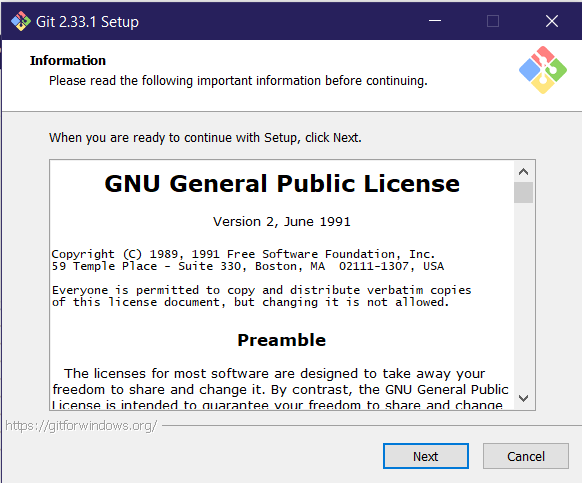 Git 2.33.1 Setup
Information
Please read the following important information before continuing.
When you are ready to continue with Setup, click Next.
GNU General Public License
Version 2, June 1991
Copyright (C) 1989, 1991 Free Software Foundation, Inc.
59 Temple Place - Suite 330, Boston, MA  02111-1307, USA
Everyone is permitted to copy and distribute verbatim copies
of this license document, but changing it is not allowed.
Preamble
The licenses for most software are designed to take away your
freedom to share and change it. By contrast, the GNU General Public
License is intended to guarantee your freedom to share and change
https://gitforwindows.org/
Next
Cancel